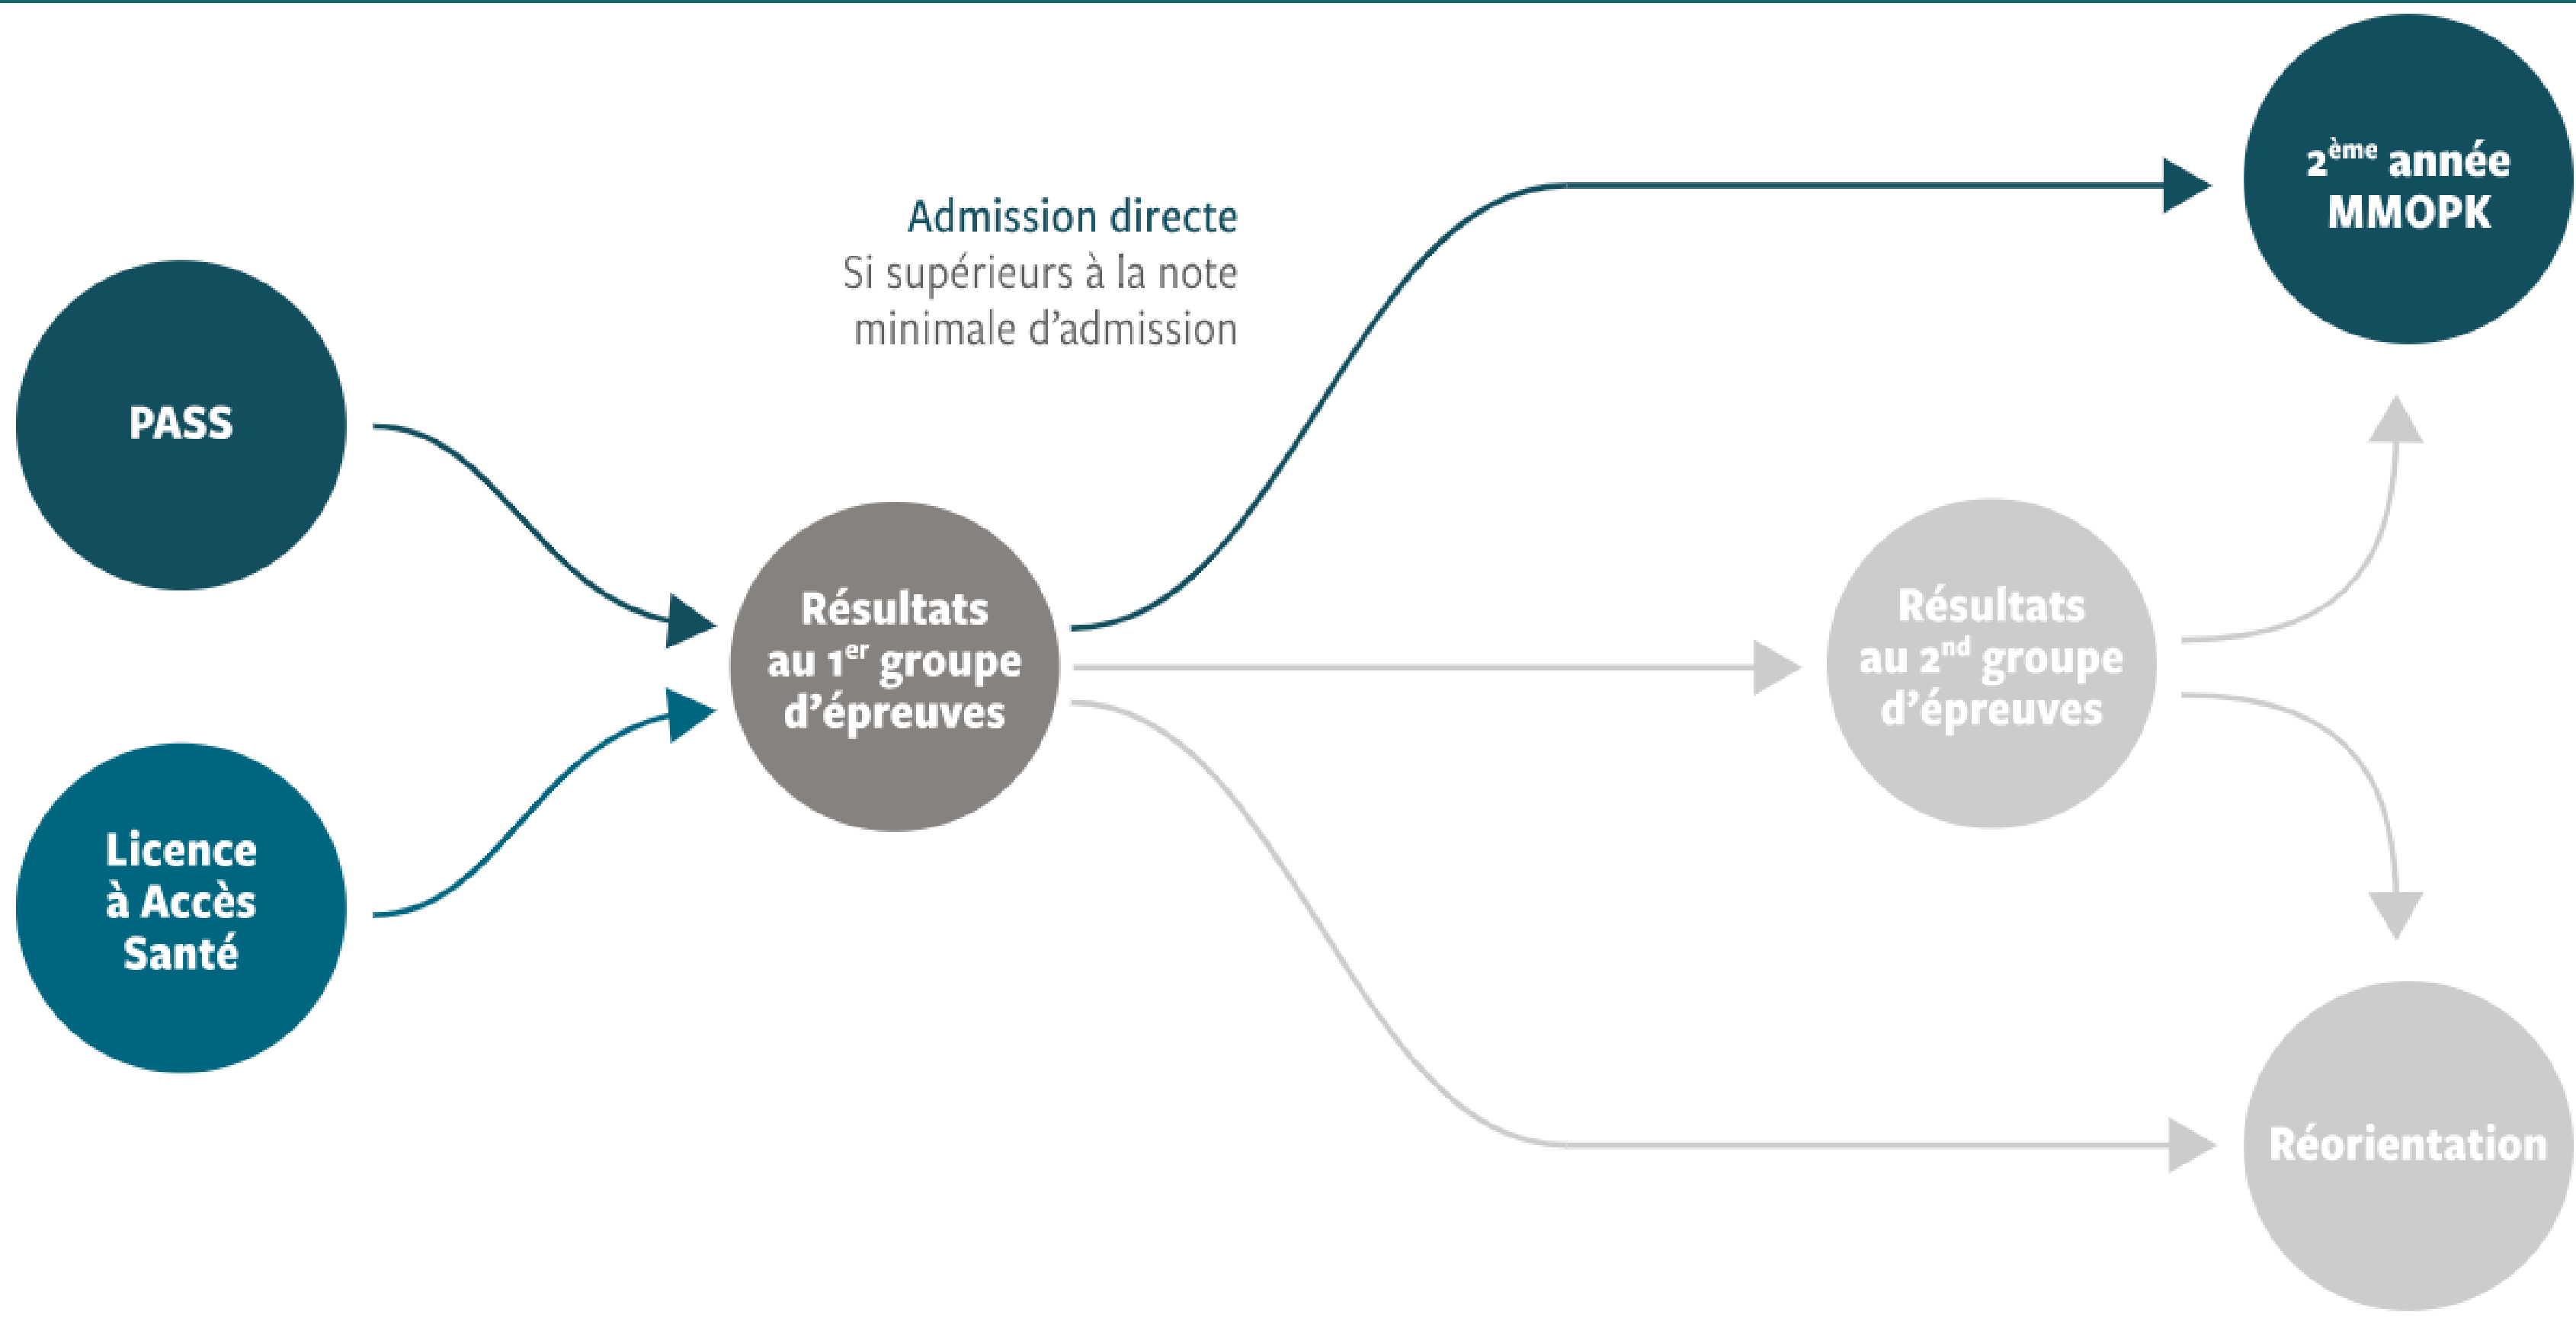 2ème année
MMOPK
Admission directe
Si supérieurs à la note
minimale d’admission
PASS
Résultats
au 1er groupe
d’épreuves
Résultats
au 2nd groupe
d’épreuves
Licence
à Accès
Santé
Réorientation